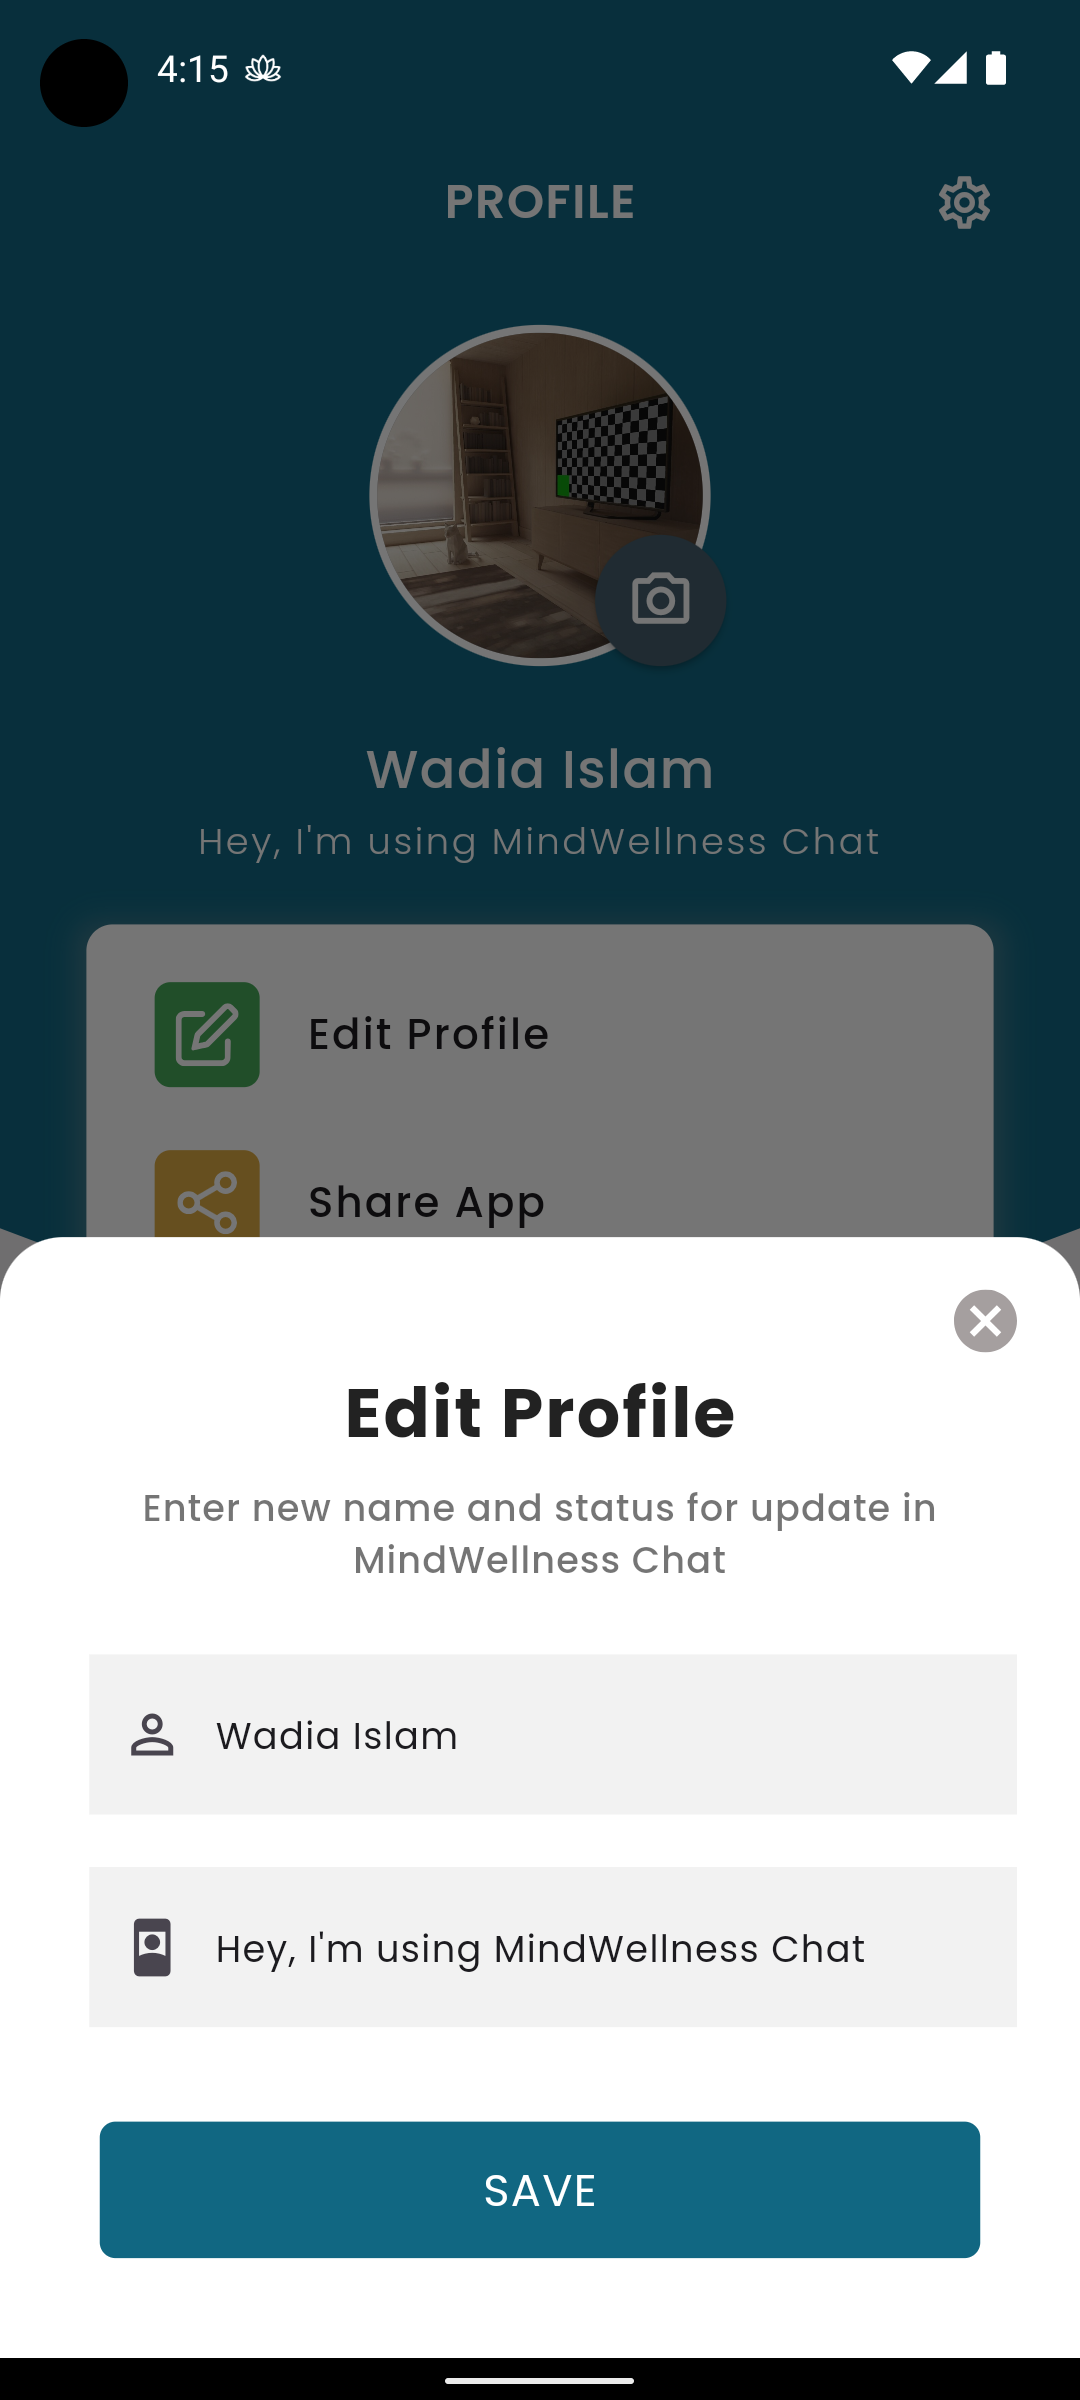 4:15
PROFILE
Wadia Islam
Hey, I'm using MindWellness Chat
Edit Profile
Share App
Edit Profile
Enter new name and status for update in
MindWellness Chat
Wadia Islam
Hey, I'm using MindWellness Chat
SAVE